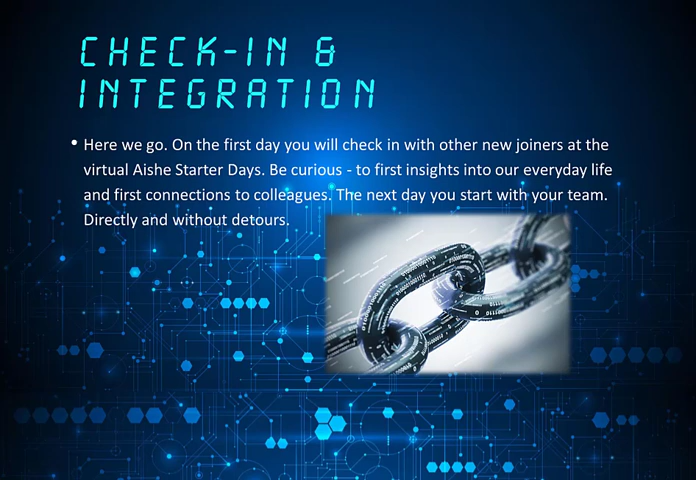 CHECK-IN &
INTEGRATION
• Here we go. On the first day you will check in with other new joiners at the
virtual Aishe Starter Days. Be curious - to first insights into our everyday life
and first connections to colleagues. The next day you start with your team.
Directly and without detours.